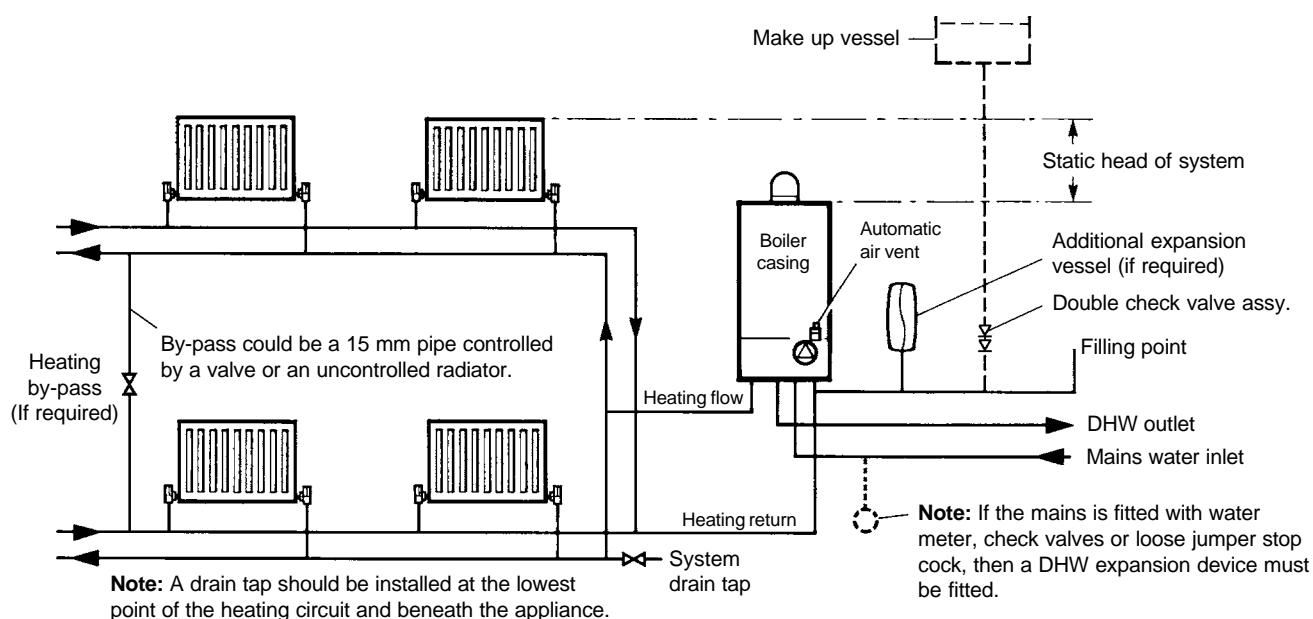 Make up vessel
Static head of system
Boiler
casing
Automatic
air vent
Additional expansion
vessel (if required)
Double check valve assy.
By-pass could be a 15 mm pipe controlled
by a valve or an uncontrolled radiator.
Heating
by-pass
(If required)
Filling point
Heating flow
DHW outlet
Mains water inlet
Heating return
Note: If the mains is fitted with water
meter, check valves or loose jumper stop
cock, then a DHW expansion device must
be fitted.
System
drain tap
Note: A drain tap should be installed at the lowest
point of the heating circuit and beneath the appliance.